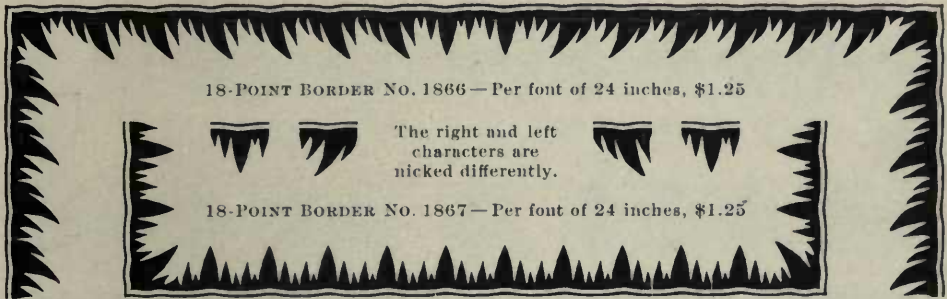 18-POINT BORDER NO. 1866—Per font of 24 inches, $1.25
The right and left
characters are
nicked differently.
18-POINT BORDER NO. 1867—Per font of 24 inches, $1.25